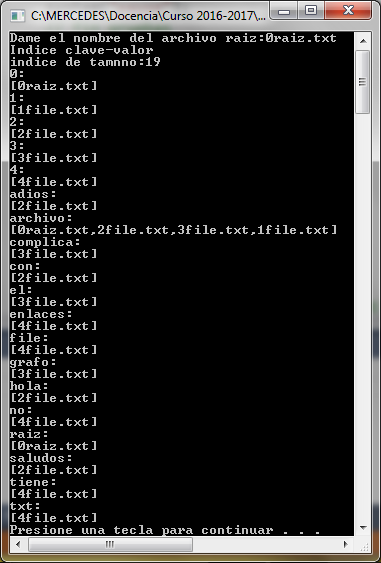 C:\MERCEDES\Docencia\Curso 2016-2017\...
Dame el nombre del archivo raiz:0raiz.txt
Indice clave-valor
indice de tamnno:19
0:
[0raiz.txt]
1:
[1file.txt]
2:
[2file.txt]
3:
[3file.txt]
4:
[4file.txt]
adios:
[2file.txt]
archivo:
[0raiz.txt,2file.txt,3file.txt,1file.txt]
complica:
[3file.txt]
con:
[2file.txt]
el:
[3file.txt]
enlaces:
[4file.txt]
file:
[4file.txt]
grafo:
[3file.txt]
hola:
[2file.txt]
no:
[4file.txt]
raiz:
[0raiz.txt]
saludos:
[2file.txt]
tiene:
[4file.txt]
txt:
[4file.txt]
Presione una tecla para continuar . . .